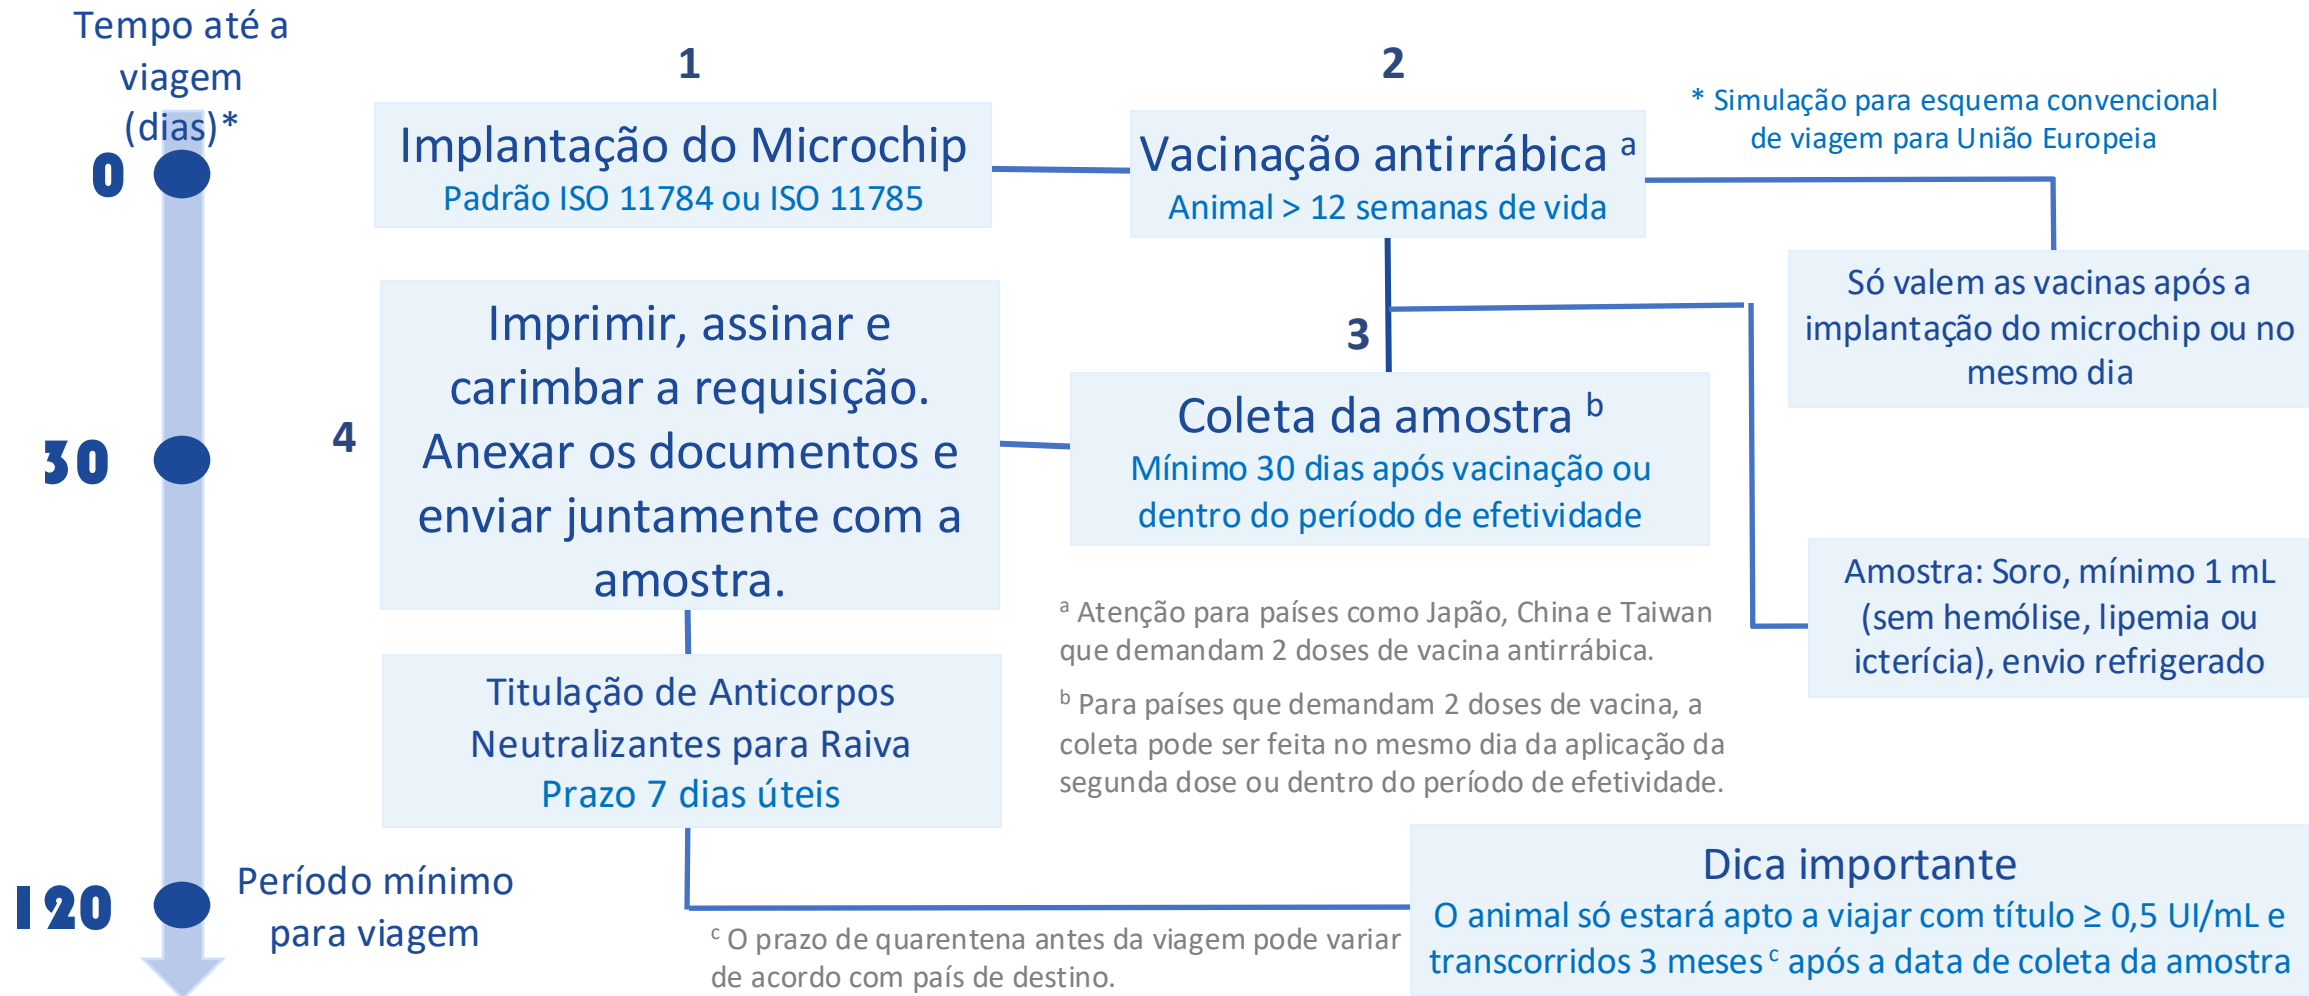 Tempo até a
viagem
(dias)*
0
30
120
Período mínimo
para viagem
1
Implantação do Microchip
Padrão ISO 11784 ou ISO 11785
2
Vacinação antirrábica a
Animal > 12 semanas de vida
* Simulação para esquema convencional
de viagem para União Europeia
Só valem as vacinas após a
implantação do microchip ou no
mesmo dia
3
Coleta da amostra b
Mínimo 30 dias após vacinação ou
dentro do período de efetividade
Amostra: Soro, mínimo 1 mL
(sem hemólise, lipemia ou
icterícia), envio refrigerado
4
Imprimir, assinar e
carimbar a requisição.
Anexar os documentos e
enviar juntamente com a
amostra.
Titulação de Anticorpos
Neutralizantes para Raiva
Prazo 7 dias úteis
a Atenção para países como Japão, China e Taiwan
que demandam 2 doses de vacina antirrábica.
b Para países que demandam 2 doses de vacina, a
coleta pode ser feita no mesmo dia da aplicação da
segunda dose ou dentro do período de efetividade.
Dica importante
O animal só estará apto a viajar com título ≥ 0,5 UI/mL e
transcorridos 3 meses c após a data de coleta da amostra
c O prazo de quarentena antes da viagem pode variar
de acordo com país de destino.